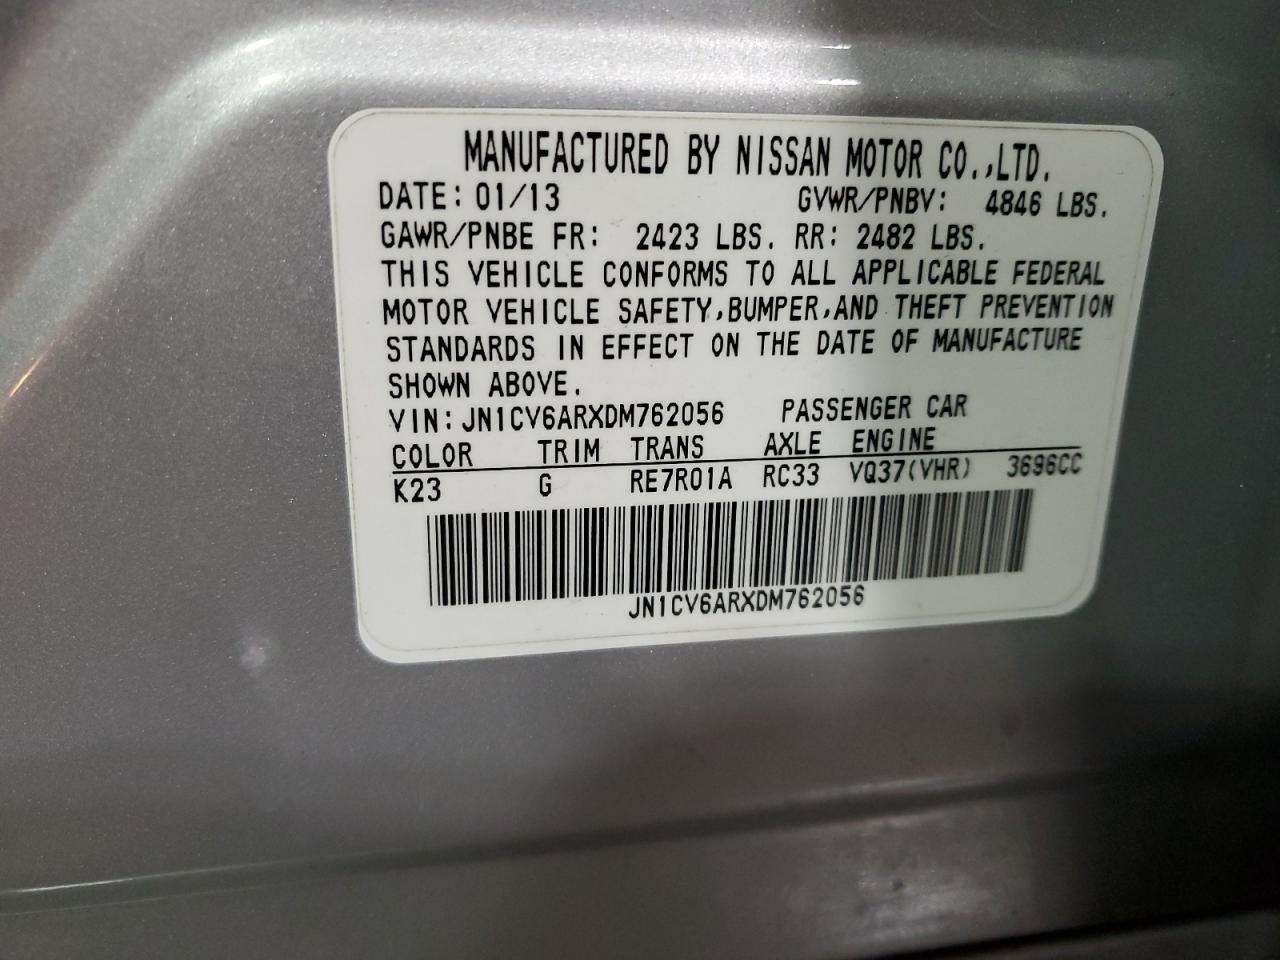 MANUFACTURED BY NISSAN MOTOR CO.,LTD.
DATE: 01/13 GVWR/PNBV: 4846 LBS.
GAWR/PNBE FR: 2423 LBS. RR: 2482 LBS.
THIS VEHICLE CONFORMS TO ALL APPLICABLE FEDERAL
MOTOR VEHICLE SAFETY,BUMPER,AND THEFT PREVENTION
STANDARDS IN EFFECT ON THE DATE OF MANUFACTURE
SHOWN ABOVE.
VIN: JN1CV6ARXDM762056 PASSENGER CAR
COLOR TRIM TRANS AXLE ENGINE
K23 G RE7R01A RC33 VQ37(VHR) 3696CC
JN1CV6ARXDM762056